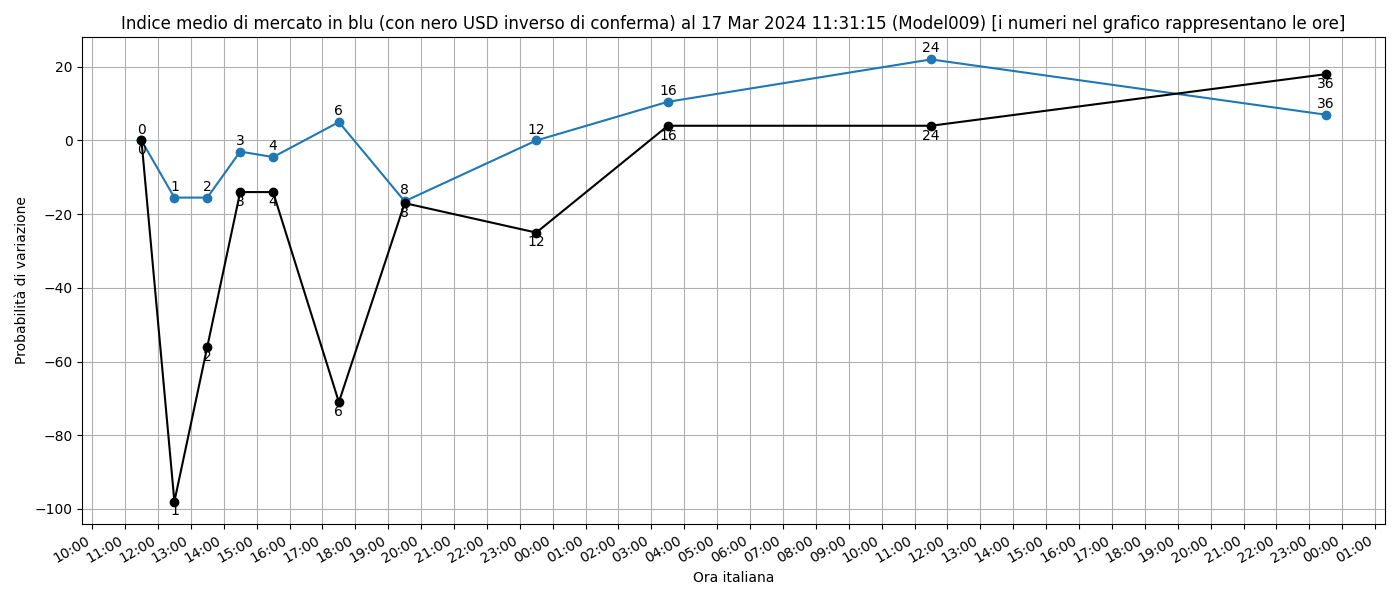 Indice medio di mercato in blu (con nero USD inverso di conferma) al 17 Mar 2024 11:31:15 (Model009) [i numeri nel grafico rappresentano le ore]
Probabilità di variazione
20
0
−20
−40
−60
−80
−100
0 1 2 3 4 6 8 12 16 24 36
0 1 2 3 4 6 8 12 16 24 36
10:00 11:00 12:00 13:00 14:00 15:00 16:00 17:00 18:00 19:00 20:00 21:00 22:00 23:00 00:00 01:00 02:00 03:00 04:00 05:00 06:00 07:00 08:00 09:00 10:00 11:00 12:00 13:00 14:00 15:00 16:00 17:00 18:00 19:00 20:00 21:00 22:00 23:00 00:00 01:00
Ora italiana